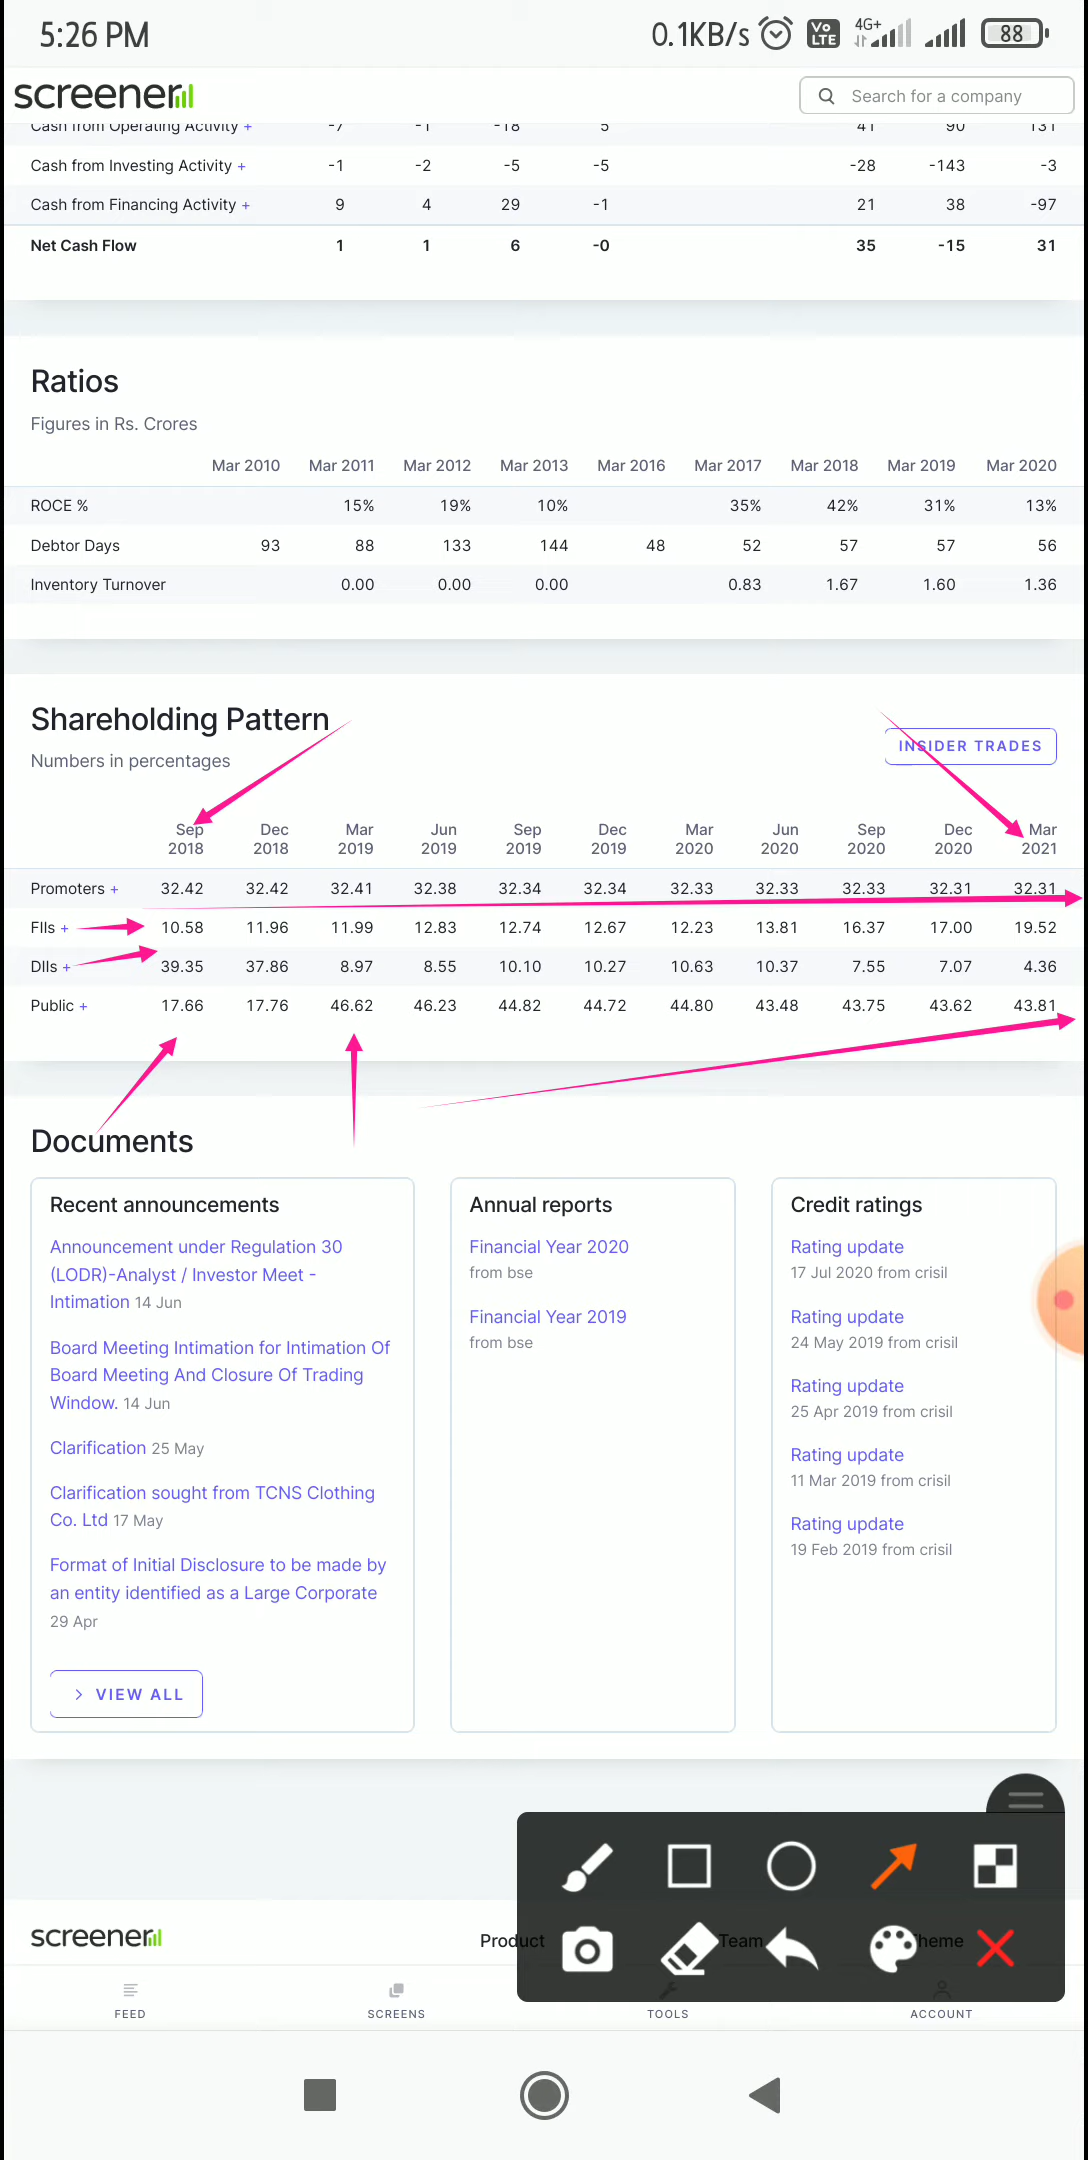 5:26 PM 0.1KB/s Vo LTE 4G+ 88
screener Search for a company
Cash from Operating Activity + -7 -1 -18 5 41 90 131
Cash from Investing Activity + -1 -2 -5 -5 -28 -143 -3
Cash from Financing Activity + 9 4 29 -1 21 38 -97
Net Cash Flow 1 1 6 -0 35 -15 31
Ratios
Figures in Rs. Crores
Mar 2010 Mar 2011 Mar 2012 Mar 2013 Mar 2016 Mar 2017 Mar 2018 Mar 2019 Mar 2020
ROCE % 15% 19% 10% 35% 42% 31% 13%
Debtor Days 93 88 133 144 48 52 57 57 56
Inventory Turnover 0.00 0.00 0.00 0.83 1.67 1.60 1.36
Shareholding Pattern
Numbers in percentages
INSIDER TRADES
Sep Dec Mar Jun Sep Dec Mar Jun Sep Dec Mar
2018 2018 2019 2019 2019 2019 2020 2020 2020 2020 2021
Promoters + 32.42 32.42 32.41 32.38 32.34 32.34 32.33 32.33 32.33 32.31 32.31
FIIs + 10.58 11.96 11.99 12.83 12.74 12.67 12.23 13.81 16.37 17.00 19.52
DIIs + 39.35 37.86 8.97 8.55 10.10 10.27 10.63 10.37 7.55 7.07 4.36
Public + 17.66 17.76 46.62 46.23 44.82 44.72 44.80 43.48 43.75 43.62 43.81
Documents
Recent announcements
Announcement under Regulation 30
(LODR)-Analyst / Investor Meet -
Intimation 14 Jun
Board Meeting Intimation for Intimation Of
Board Meeting And Closure Of Trading
Window. 14 Jun
Clarification 25 May
Clarification sought from TCNS Clothing
Co. Ltd 17 May
Format of Initial Disclosure to be made by
an entity identified as a Large Corporate
29 Apr
VIEW ALL
Annual reports
Financial Year 2020
from bse
Financial Year 2019
from bse
Credit ratings
Rating update
17 Jul 2020 from crisil
Rating update
24 May 2019 from crisil
Rating update
25 Apr 2019 from crisil
Rating update
11 Mar 2019 from crisil
Rating update
19 Feb 2019 from crisil
screener Product Team Theme
FEED SCREENS TOOLS ACCOUNT